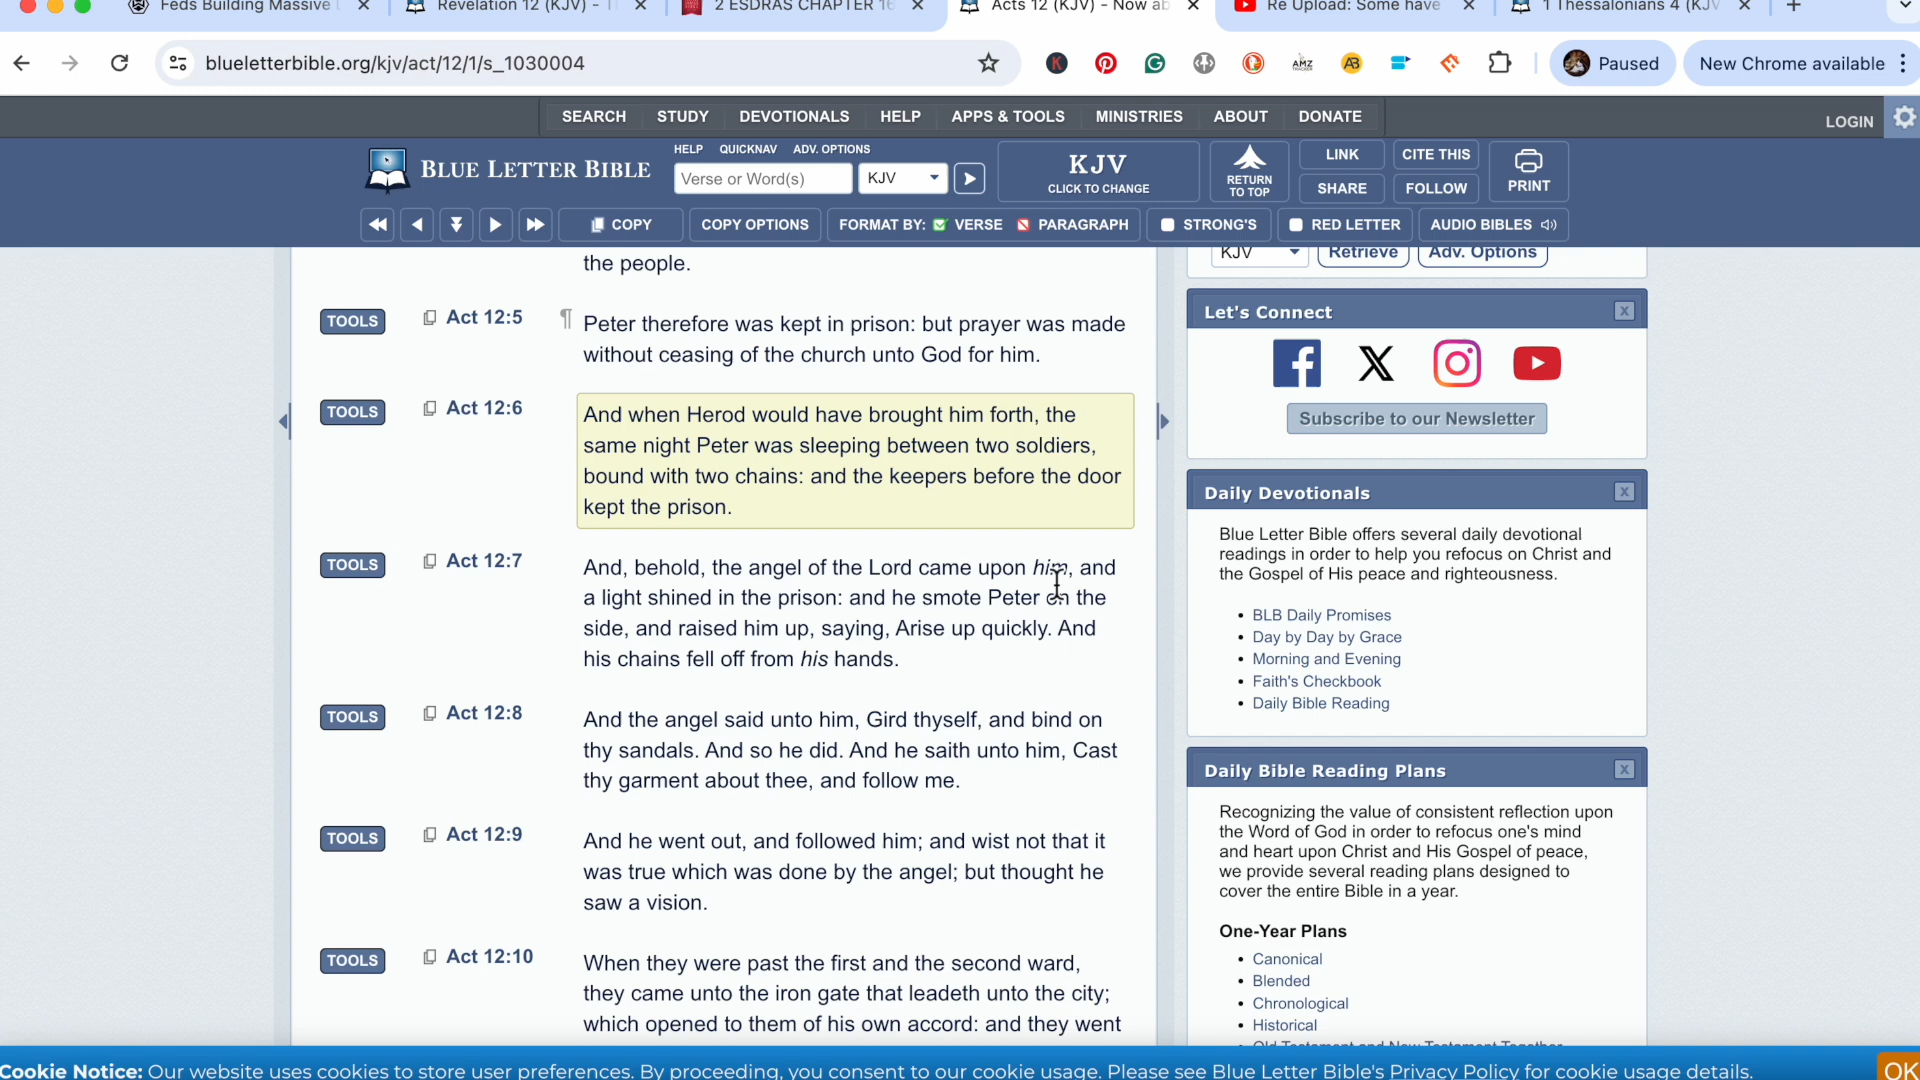 Feds Building Massive
Revelation 12 (KJV) - T
2 ESDRAS CHAPTER 16
Acts 12 (KJV) - Now ab
Re Upload: Some have
1 Thessalonians 4 (KJV
blueletterbible.org/kjv/act/12/1/s_1030004
Paused
New Chrome available
SEARCH STUDY DEVOTIONALS HELP APPS & TOOLS MINISTRIES ABOUT DONATE
LOGIN
BLUE LETTER BIBLE
HELP QUICKNAV ADV. OPTIONS
Verse or Word(s)
KJV
KJV
CLICK TO CHANGE
RETURN
TO TOP
LINK
CITE THIS
SHARE
FOLLOW
PRINT
COPY
COPY OPTIONS
FORMAT BY: VERSE PARAGRAPH
STRONG'S
RED LETTER
AUDIO BIBLES
the people.
TOOLS
Act 12:5
¶ Peter therefore was kept in prison: but prayer was made
without ceasing of the church unto God for him.
TOOLS
Act 12:6
And when Herod would have brought him forth, the
same night Peter was sleeping between two soldiers,
bound with two chains: and the keepers before the door
kept the prison.
TOOLS
Act 12:7
And, behold, the angel of the Lord came upon him, and
a light shined in the prison: and he smote Peter on the
side, and raised him up, saying, Arise up quickly. And
his chains fell off from his hands.
TOOLS
Act 12:8
And the angel said unto him, Gird thyself, and bind on
thy sandals. And so he did. And he saith unto him, Cast
thy garment about thee, and follow me.
TOOLS
Act 12:9
And he went out, and followed him; and wist not that it
was true which was done by the angel; but thought he
saw a vision.
TOOLS
Act 12:10
When they were past the first and the second ward,
they came unto the iron gate that leadeth unto the city;
which opened to them of his own accord: and they went
KJV
Retrieve
Adv. Options
Let's Connect
Subscribe to our Newsletter
Daily Devotionals
Blue Letter Bible offers several daily devotional
readings in order to help you refocus on Christ and
the Gospel of His peace and righteousness.
• BLB Daily Promises
• Day by Day by Grace
• Morning and Evening
• Faith's Checkbook
• Daily Bible Reading
Daily Bible Reading Plans
Recognizing the value of consistent reflection upon
the Word of God in order to refocus one's mind
and heart upon Christ and His Gospel of peace,
we provide several reading plans designed to
cover the entire Bible in a year.
One-Year Plans
• Canonical
• Blended
• Chronological
• Historical
Old Testament and New Testament Together
Cookie Notice: Our website uses cookies to store user preferences. By proceeding, you consent to our cookie usage. Please see Blue Letter Bible's Privacy Policy for cookie usage details.
OK